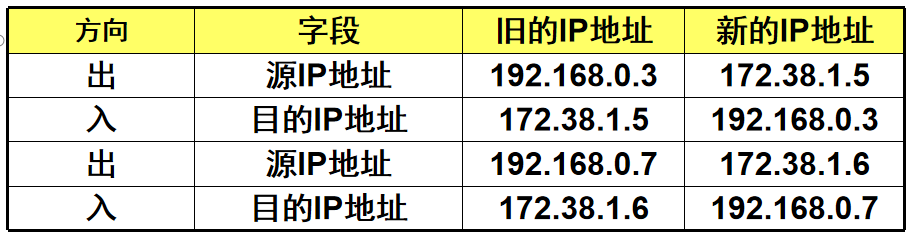 方向 字段 旧的IP地址 新的IP地址
出 源IP地址 192.168.0.3 172.38.1.5
入 目的IP地址 172.38.1.5 192.168.0.3
出 源IP地址 192.168.0.7 172.38.1.6
入 目的IP地址 172.38.1.6 192.168.0.7